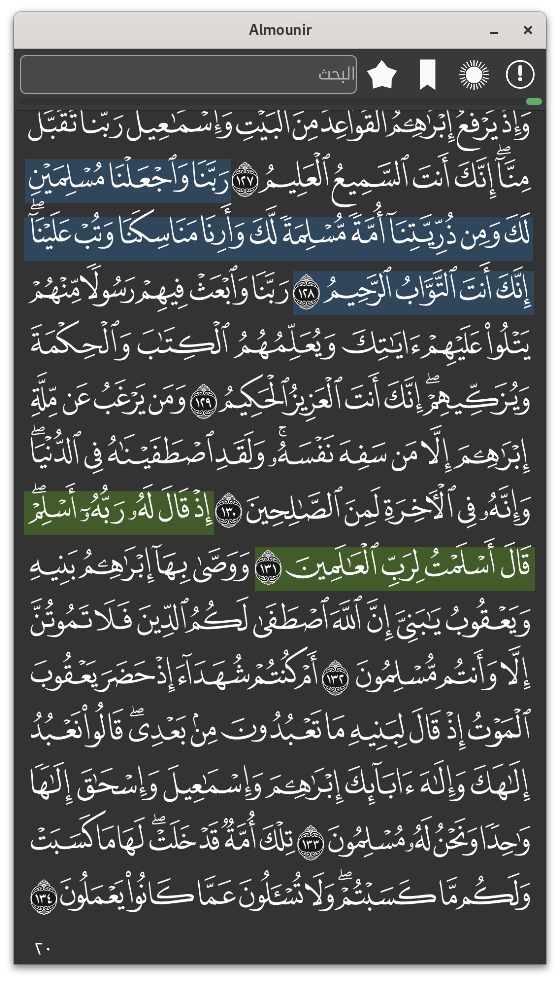 Almounir
البحث
وَإِذْ يَرْفَعُ إِبْرَٰهِـۧمُ ٱلْقَوَاعِدَ مِنَ ٱلْبَيْتِ وَإِسْمَـٰعِيلُ رَبَّنَا تَقَبَّلْ
مِنَّآ ۖ إِنَّكَ أَنتَ ٱلسَّمِيعُ ٱلْعَلِيمُ ١٢٧ رَبَّنَا وَٱجْعَلْنَا مُسْلِمَيْنِ
لَكَ وَمِن ذُرِّيَّتِنَآ أُمَّةً مُّسْلِمَةً لَّكَ وَأَرِنَا مَنَاسِكَنَا وَتُبْ عَلَيْنَآ ۖ
إِنَّكَ أَنتَ ٱلتَّوَّابُ ٱلرَّحِيمُ ١٢٨ رَبَّنَا وَٱبْعَثْ فِيهِمْ رَسُولًا مِّنْهُمْ
يَتْلُوا۟ عَلَيْهِمْ ءَايَـٰتِكَ وَيُعَلِّمُهُمُ ٱلْكِتَـٰبَ وَٱلْحِكْمَةَ
وَيُزَكِّيهِمْ ۚ إِنَّكَ أَنتَ ٱلْعَزِيزُ ٱلْحَكِيمُ ١٢٩ وَمَن يَرْغَبُ عَن مِّلَّةِ
إِبْرَٰهِـۧمَ إِلَّا مَن سَفِهَ نَفْسَهُۥ ۚ وَلَقَدِ ٱصْطَفَيْنَـٰهُ فِى ٱلدُّنْيَا ۖ
وَإِنَّهُۥ فِى ٱلْـَٔاخِرَةِ لَمِنَ ٱلصَّـٰلِحِينَ ١٣٠ إِذْ قَالَ لَهُۥ رَبُّهُۥٓ أَسْلِمْ ۖ
قَالَ أَسْلَمْتُ لِرَبِّ ٱلْعَـٰلَمِينَ ١٣١ وَوَصَّىٰ بِهَآ إِبْرَٰهِـۧمُ بَنِيهِ
وَيَعْقُوبُ يَـٰبَنِىَّ إِنَّ ٱللَّهَ ٱصْطَفَىٰ لَكُمُ ٱلدِّينَ فَلَا تَمُوتُنَّ
إِلَّا وَأَنتُم مُّسْلِمُونَ ١٣٢ أَمْ كُنتُمْ شُهَدَآءَ إِذْ حَضَرَ يَعْقُوبَ
ٱلْمَوْتُ إِذْ قَالَ لِبَنِيهِ مَا تَعْبُدُونَ مِنۢ بَعْدِى ۖ قَالُوا۟ نَعْبُدُ
إِلَـٰهَكَ وَإِلَـٰهَ ءَابَآئِكَ إِبْرَٰهِـۧمَ وَإِسْمَـٰعِيلَ وَإِسْحَـٰقَ إِلَـٰهًا
وَٰحِدًا وَنَحْنُ لَهُۥ مُسْلِمُونَ ١٣٣ تِلْكَ أُمَّةٌ قَدْ خَلَتْ ۖ لَهَا مَا كَسَبَتْ
وَلَكُم مَّا كَسَبْتُمْ ۖ وَلَا تُسْـَٔلُونَ عَمَّا كَانُوا۟ يَعْمَلُونَ ١٣٤
٢٠